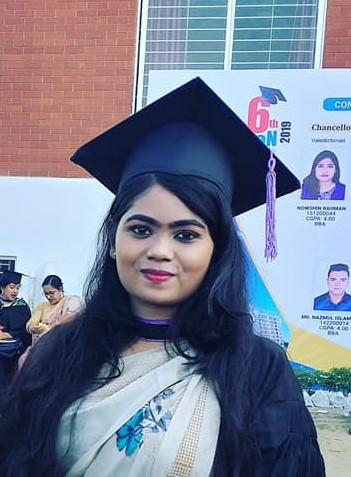 6th
2019
CON
Chancello
Valedictorian
NOWSHIN RAHMAN
151200044
CGPA: 4.00
BBA
MD. NAZMUL ISLAM
142200014
CGPA: 4.00
BBA